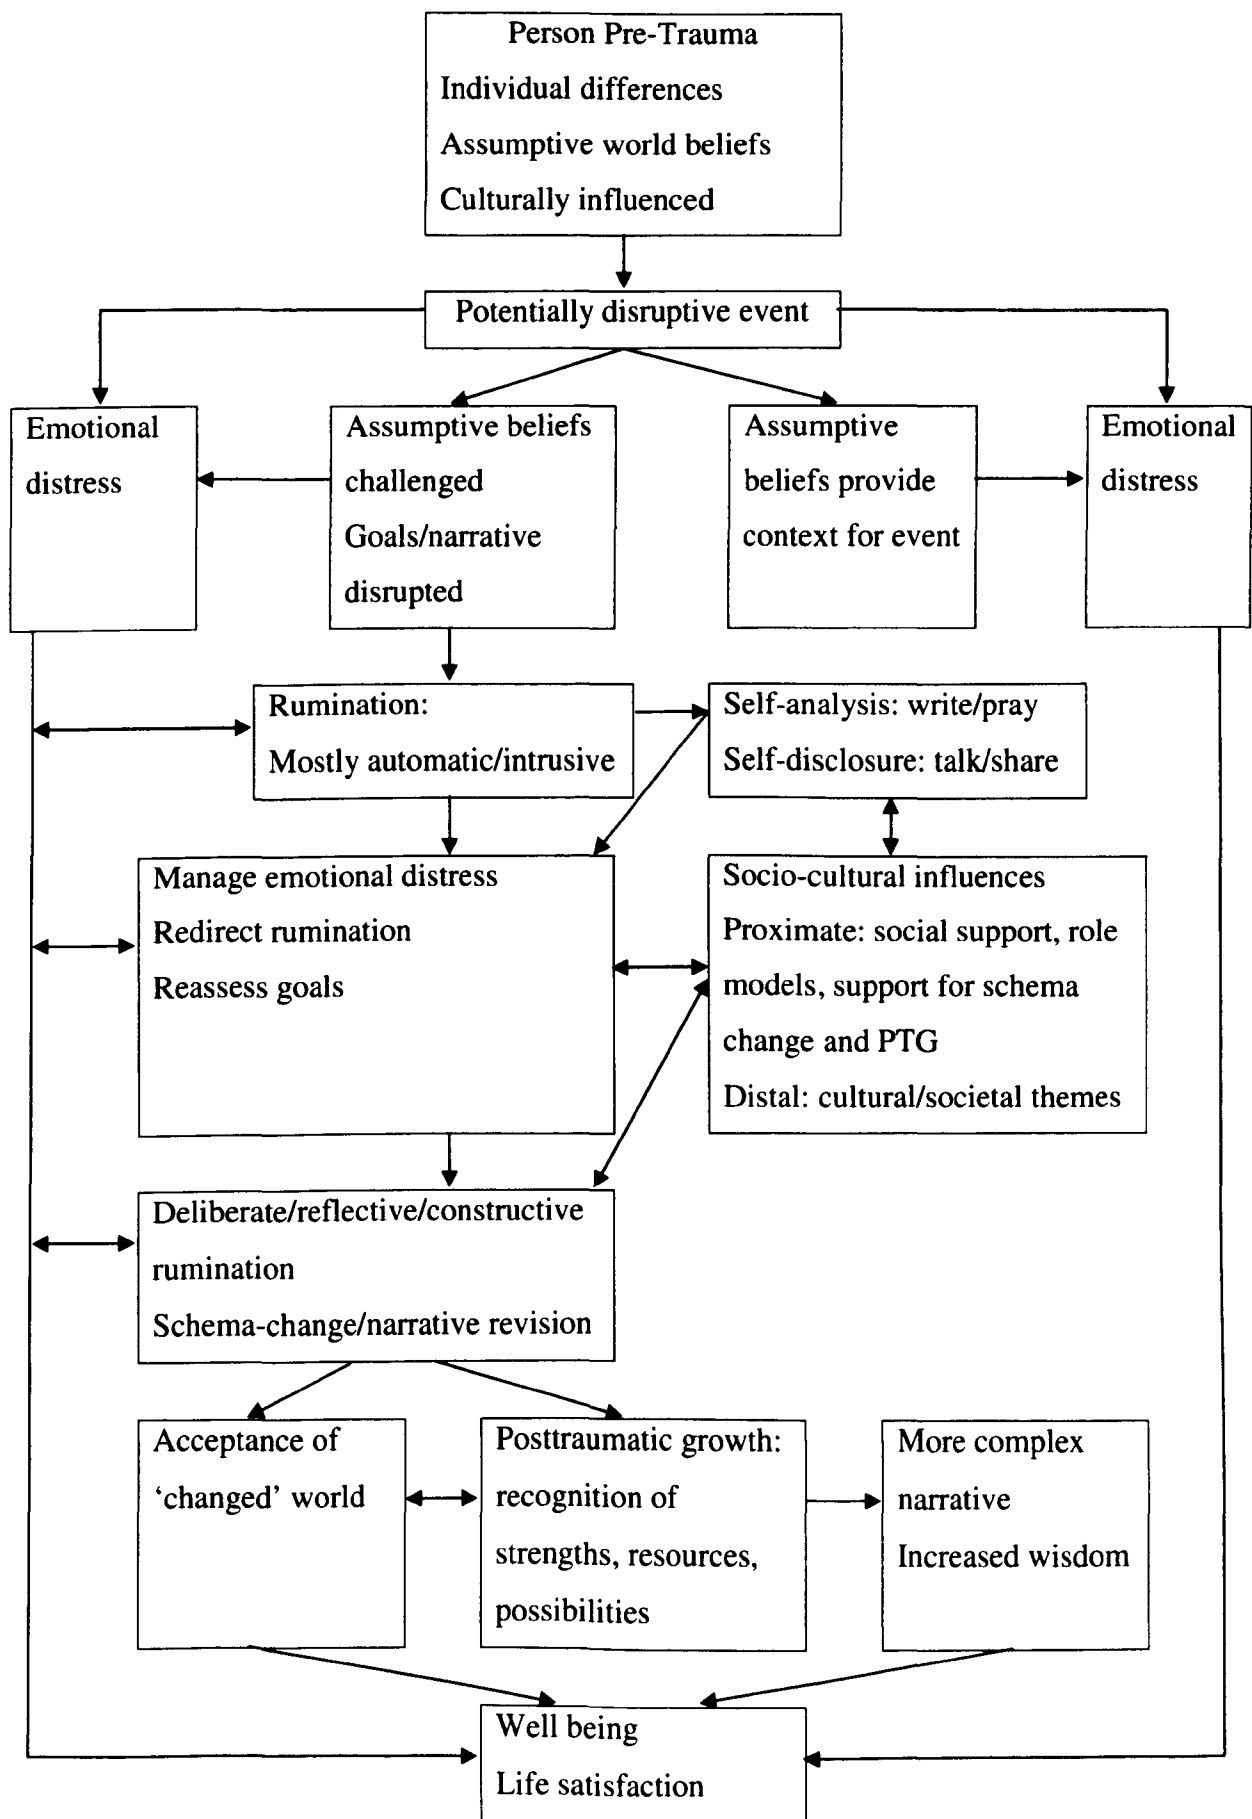 Person Pre-Trauma
Individual differences
Assumptive world beliefs
Culturally influenced
Potentially disruptive event
Emotional
distress
Assumptive beliefs
challenged
Goals/narrative
disrupted
Assumptive
beliefs provide
context for event
Emotional
distress
Rumination:
Mostly automatic/intrusive
Self-analysis: write/pray
Self-disclosure: talk/share
Manage emotional distress
Redirect rumination
Reassess goals
Socio-cultural influences
Proximate: social support, role
models, support for schema
change and PTG
Distal: cultural/societal themes
Deliberate/reflective/constructive
rumination
Schema-change/narrative revision
Acceptance of
‘changed’ world
Posttraumatic growth:
recognition of
strengths, resources,
possibilities
More complex
narrative
Increased wisdom
Well being
Life satisfaction